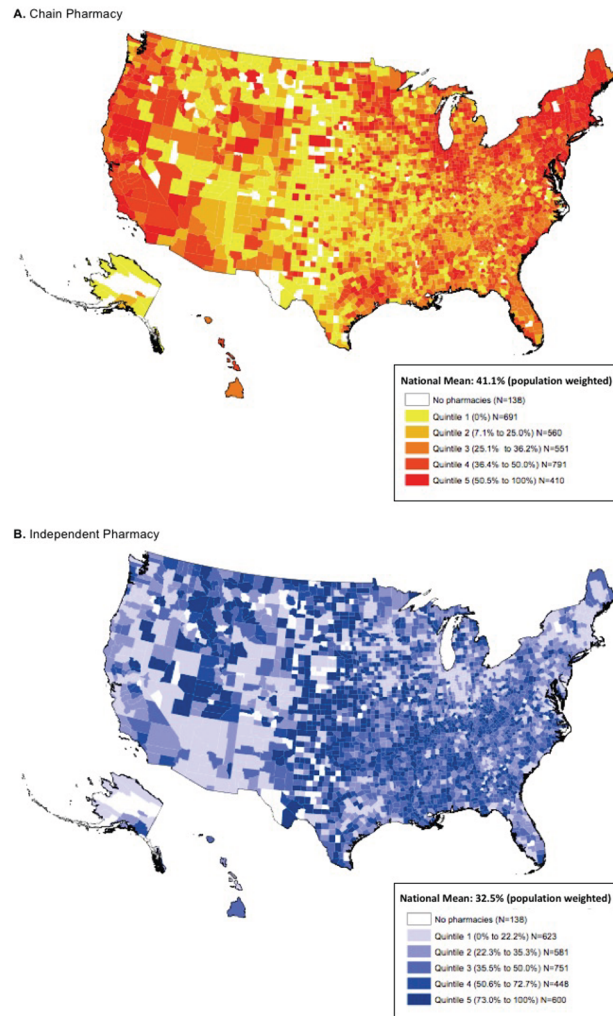 A. Chain Pharmacy
National Mean: 41.1% (population weighted)
No pharmacies (N=138)
Quintile 1 (0%) N=691
Quintile 2 (7.1% to 25.0%) N=560
Quintile 3 (25.1% to 36.2%) N=551
Quintile 4 (36.4% to 50.0%) N=791
Quintile 5 (50.5% to 100%) N=410
B. Independent Pharmacy
National Mean: 32.5% (population weighted)
No pharmacies (N=138)
Quintile 1 (0% to 22.2%) N=623
Quintile 2 (22.3% to 35.3%) N=581
Quintile 3 (35.5% to 50.0%) N=751
Quintile 4 (50.6% to 72.7%) N=448
Quintile 5 (73.0% to 100%) N=600